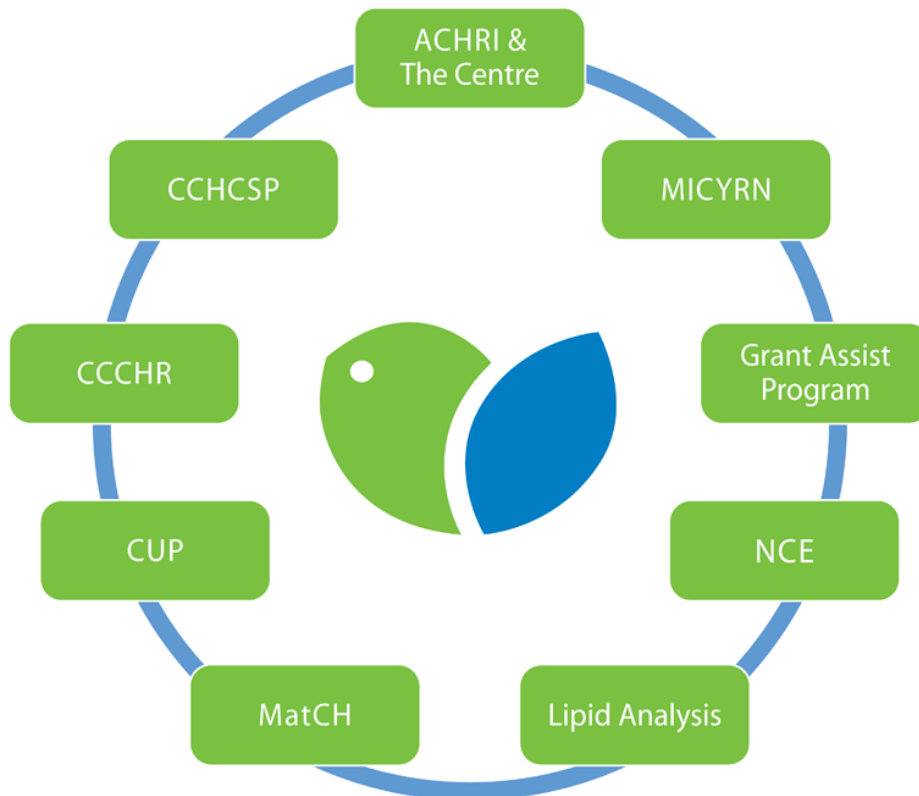 ACHRI &
The Centre
CCHCSP
MICYRN
CCCHR
Grant Assist
Program
CUP
NCE
MatCH
Lipid Analysis